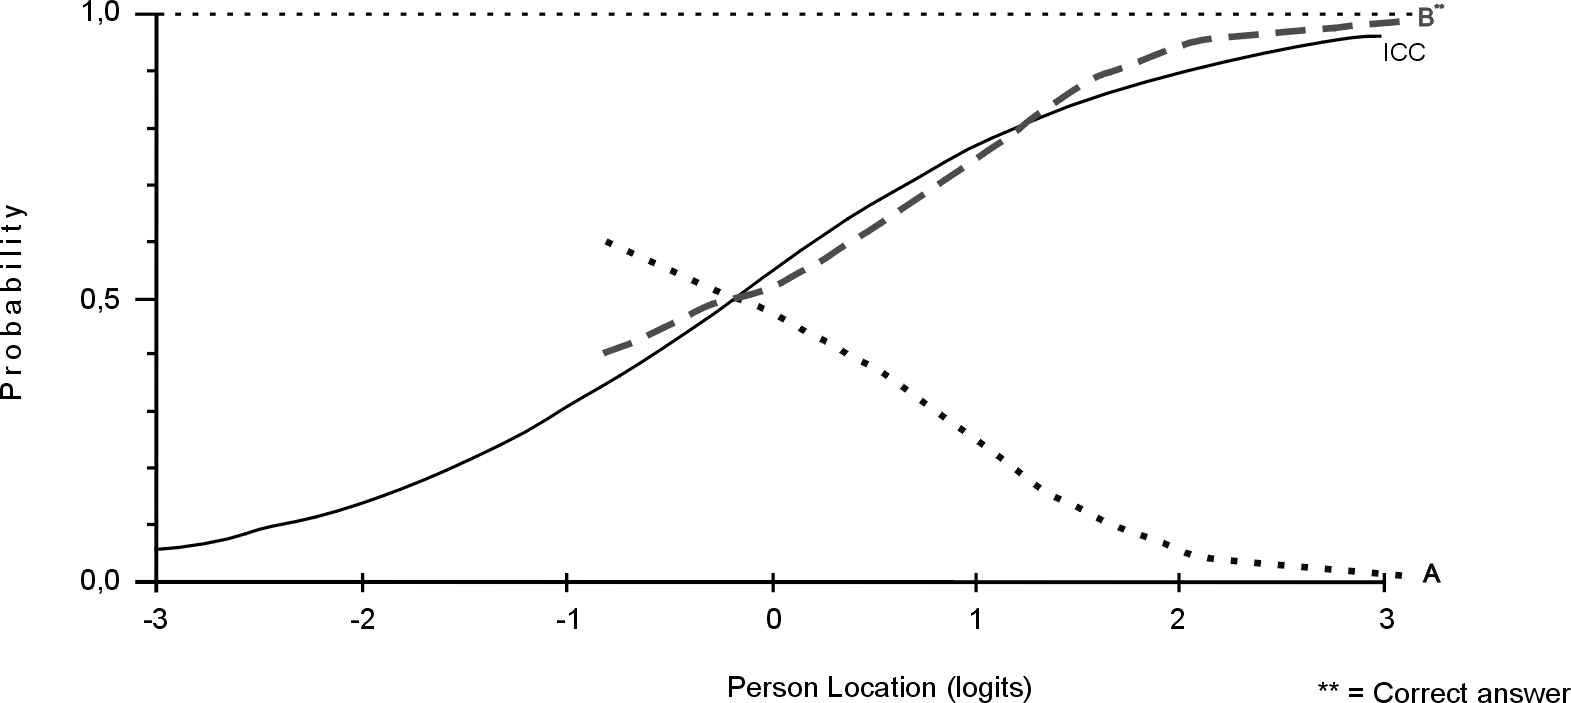 1,0
B**
ICC
Probability
0,5
0,0
A
-3 -2 -1 0 1 2 3
Person Location (logits)
** = Correct answer